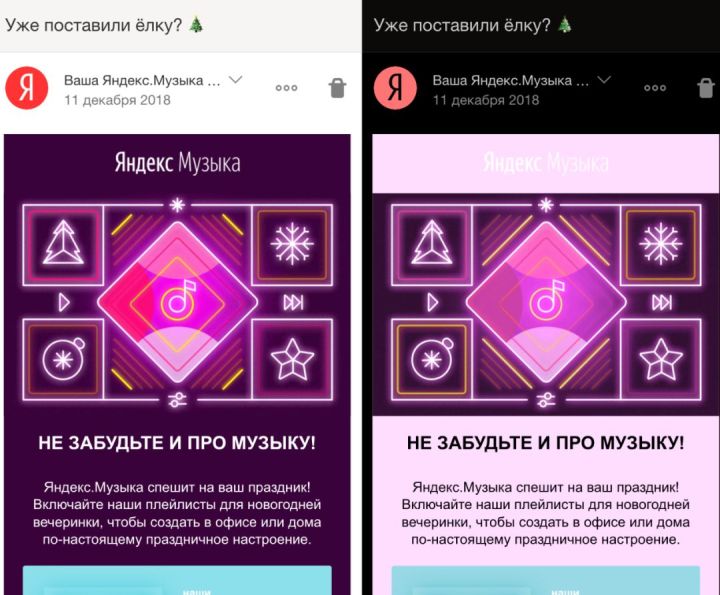 Уже поставили ёлку? 🎄
Я
Ваша Яндекс.Музыка ...
11 декабря 2018
Яндекс Музыка
НЕ ЗАБУДЬТЕ И ПРО МУЗЫКУ!
Яндекс.Музыка спешит на ваш праздник!
Включайте наши плейлисты для новогодней
вечеринки, чтобы создать в офисе или дома
по-настоящему праздничное настроение.
наши
Уже поставили ёлку? 🎄
Я
Ваша Яндекс.Музыка ...
11 декабря 2018
Яндекс Музыка
НЕ ЗАБУДЬТЕ И ПРО МУЗЫКУ!
Яндекс.Музыка спешит на ваш праздник!
Включайте наши плейлисты для новогодней
вечеринки, чтобы создать в офисе или дома
по-настоящему праздничное настроение.
наши